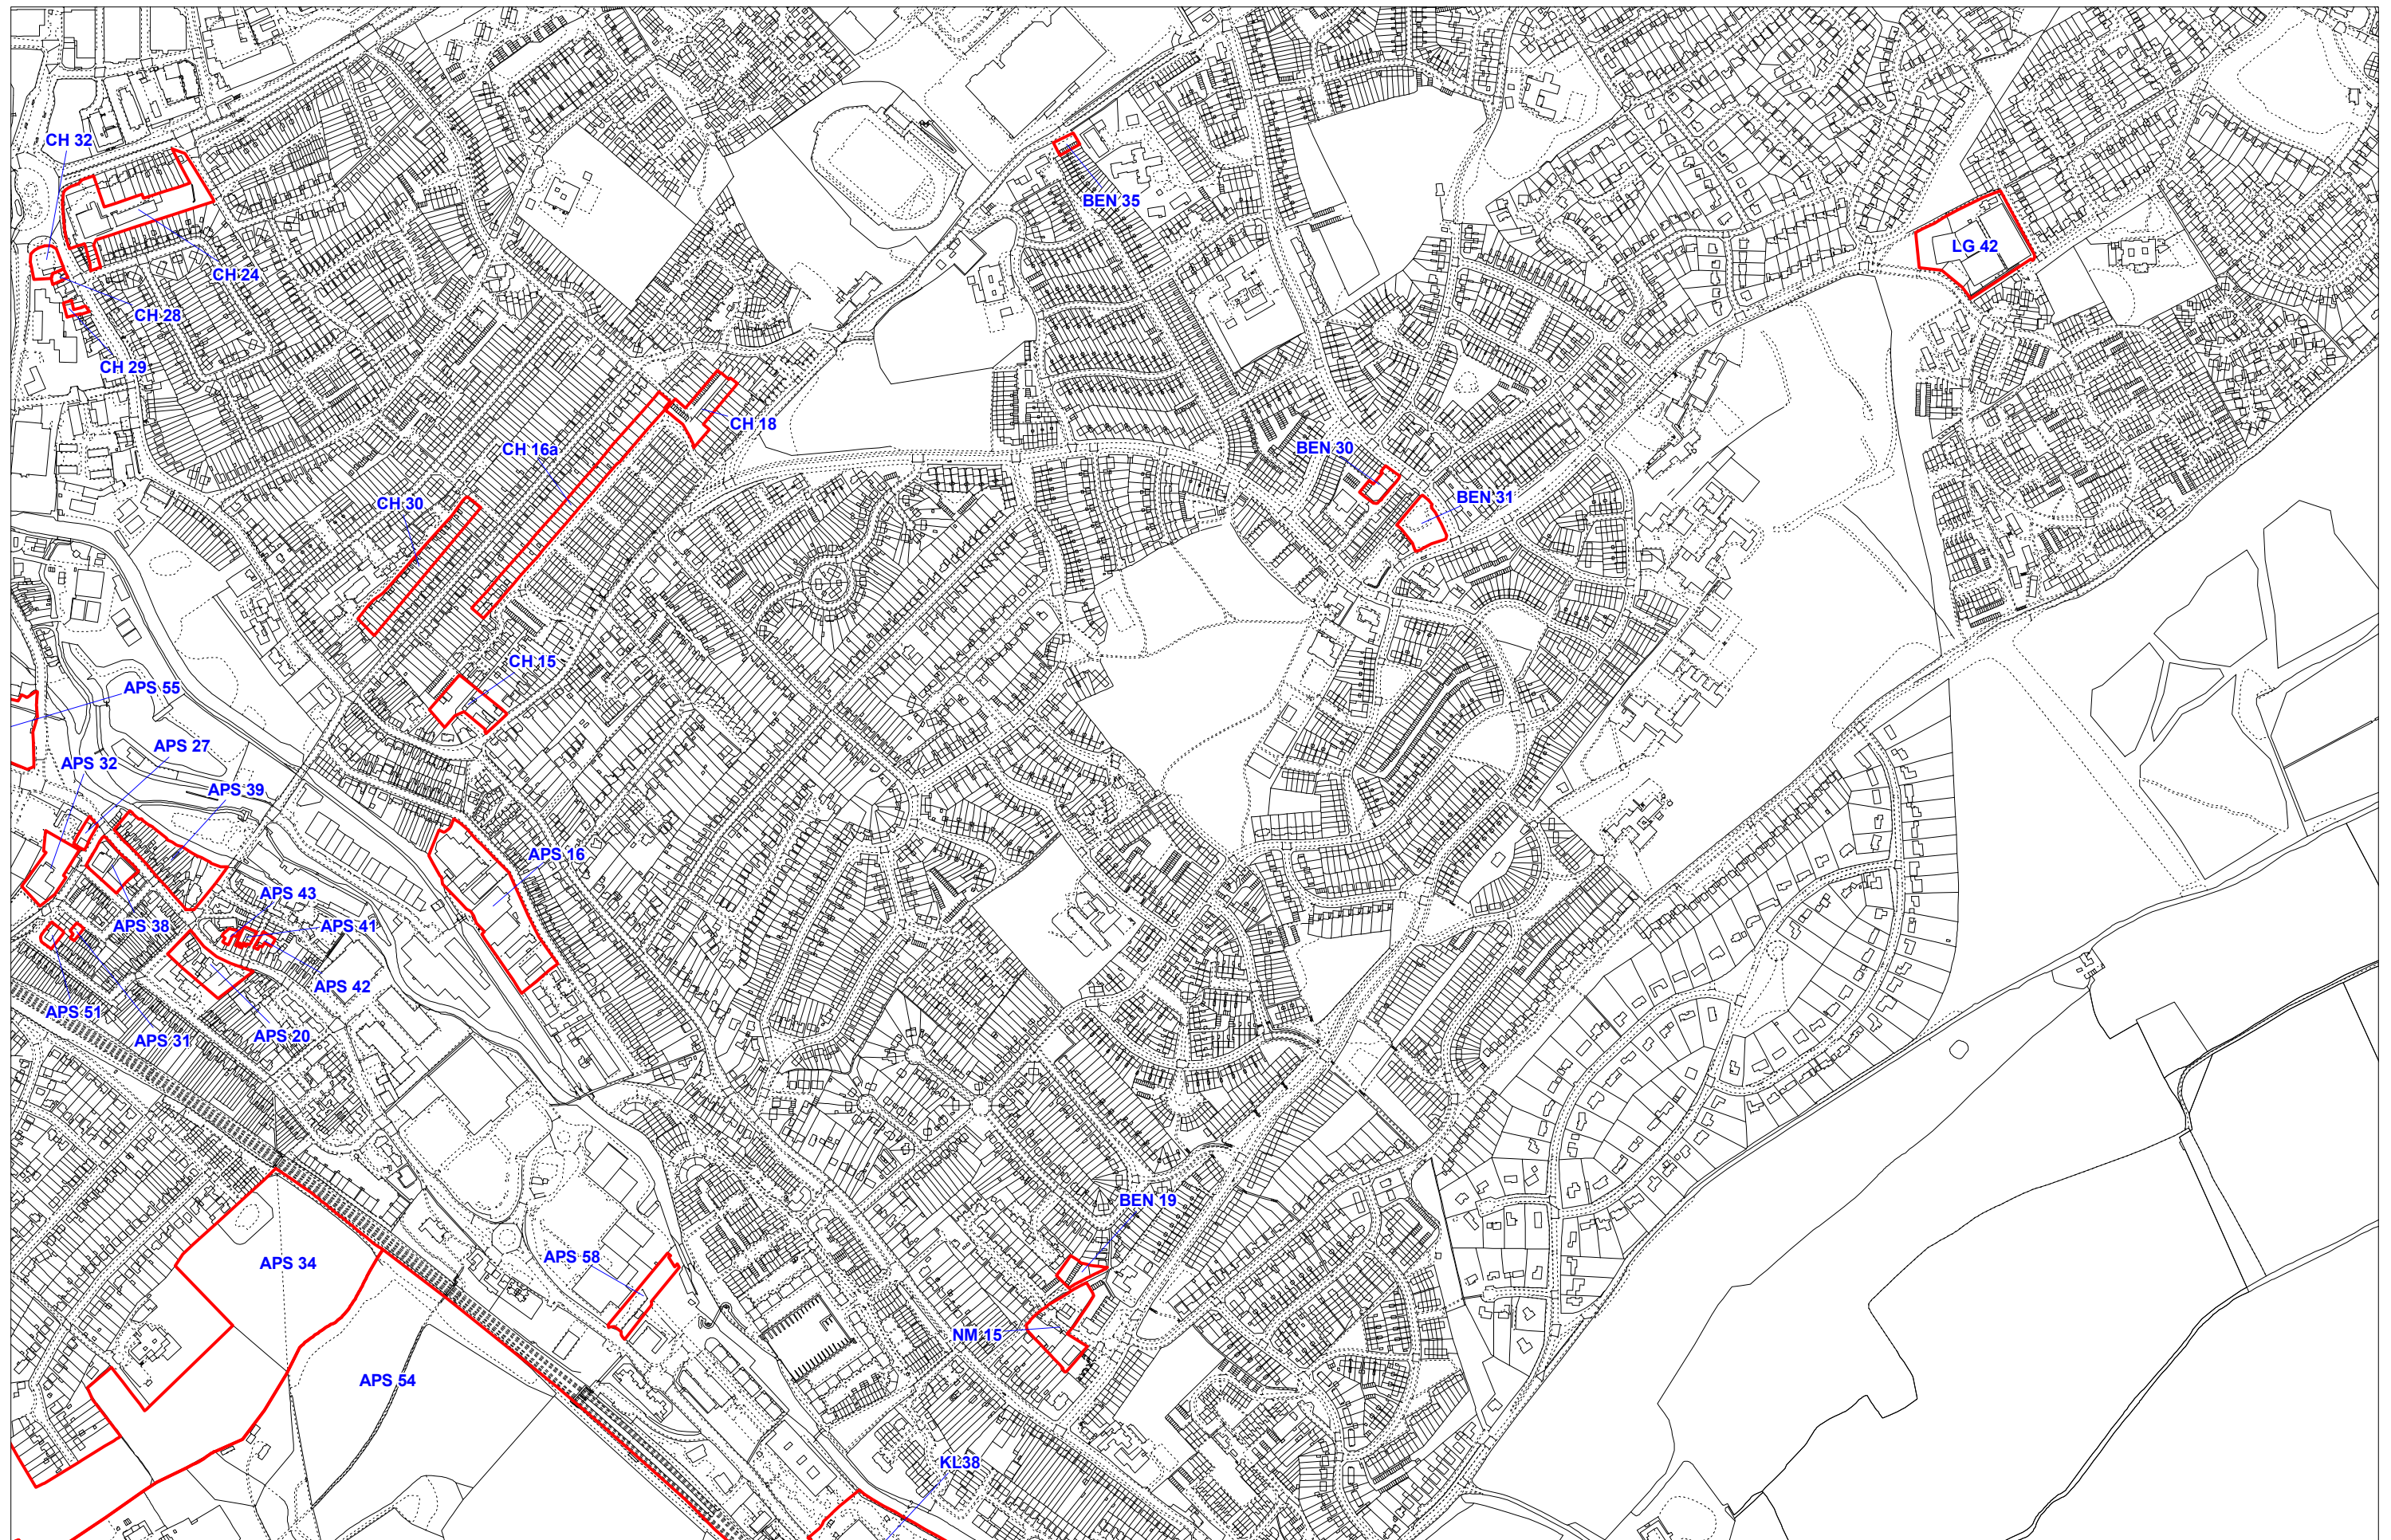 CH 32
BEN 35
LG 42
CH 24
CH 28
CH 29
CH 18
CH 16a
BEN 30
BEN 31
CH 30
CH 15
APS 55
APS 27
APS 32
APS 39
APS 16
APS 43
APS 38
APS 41
APS 42
APS 51
APS 20
APS 31
BEN 19
APS 58
APS 34
NM 15
APS 54
KL38